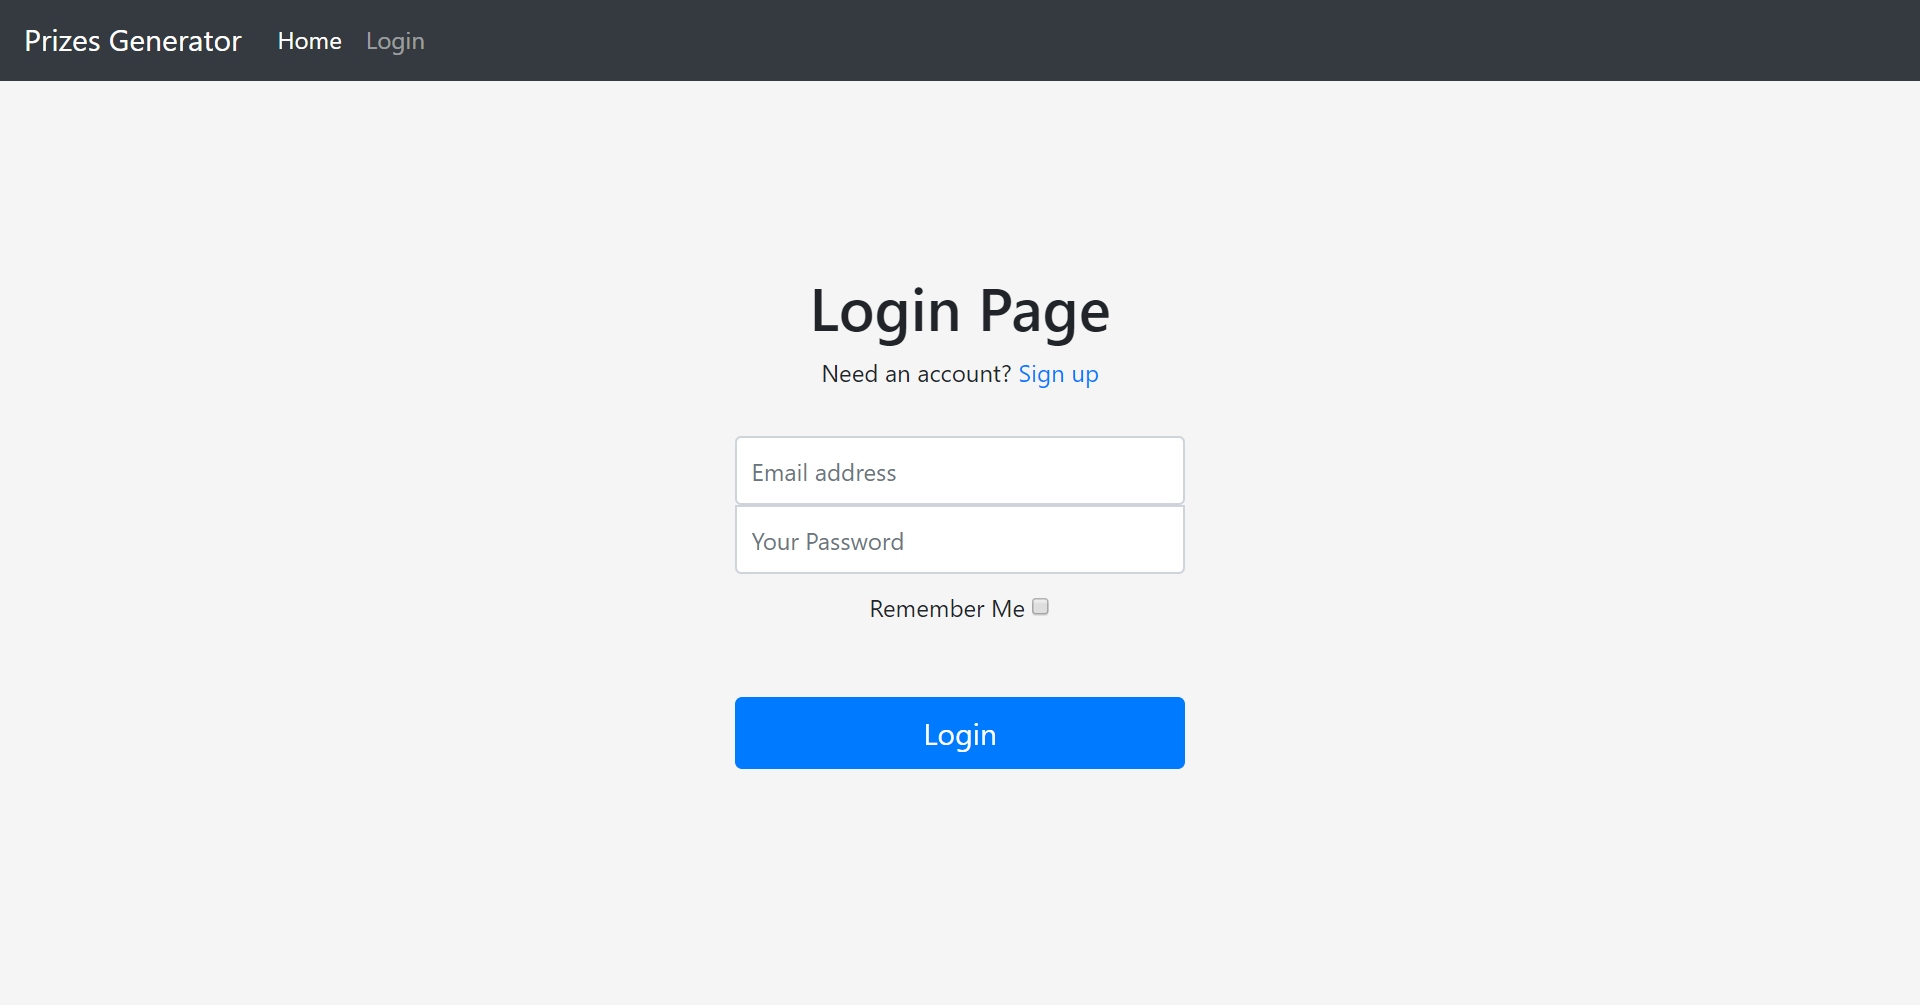 Prizes Generator Home Login
Login Page
Need an account? Sign up
Email address
Your Password
Remember Me
Login